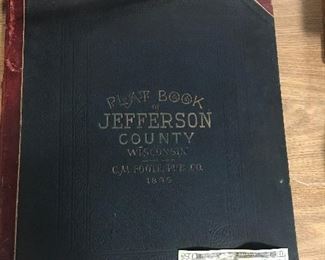 PLAT BOOK
OF
JEFFERSON
COUNTY
WISCONSIN
C.M. FOOTE, PUB. CO.